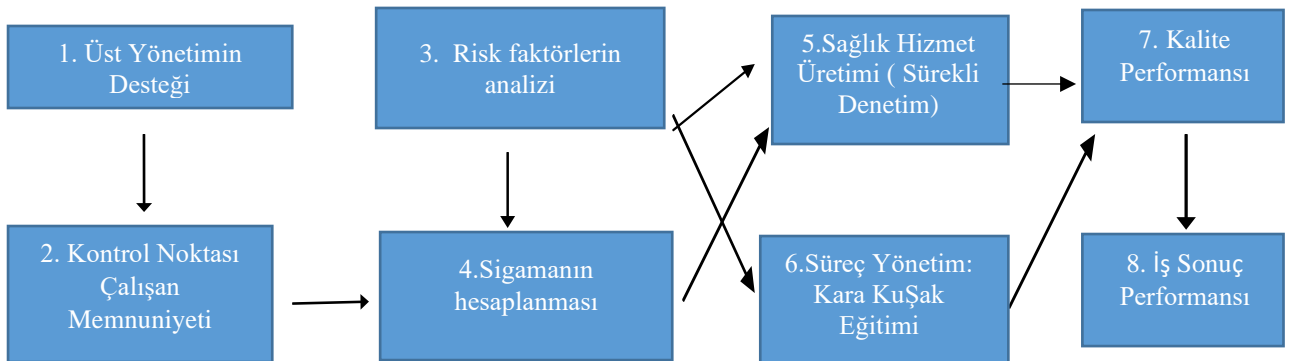 1. Üst Yönetimin
Desteği
2. Kontrol Noktası
Çalışan
Memnuniyeti
3. Risk faktörlerin
analizi
4.Sigamanın
hesaplanması
5.Sağlık Hizmet
Üretimi ( Sürekli
Denetim)
6.Süreç Yönetim:
Kara KuŞak
Eğitimi
7. Kalite
Performansı
8. İş Sonuç
Performansı